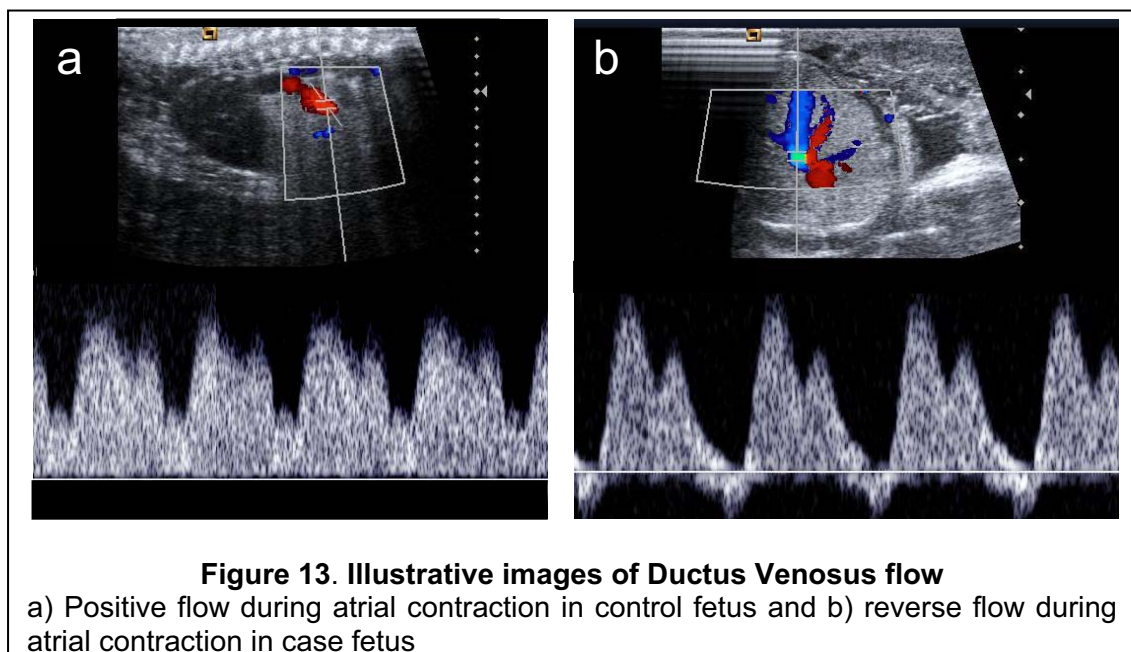 a
b
Figure 13. Illustrative images of Ductus Venosus flow
a) Positive flow during atrial contraction in control fetus and b) reverse flow during
atrial contraction in case fetus